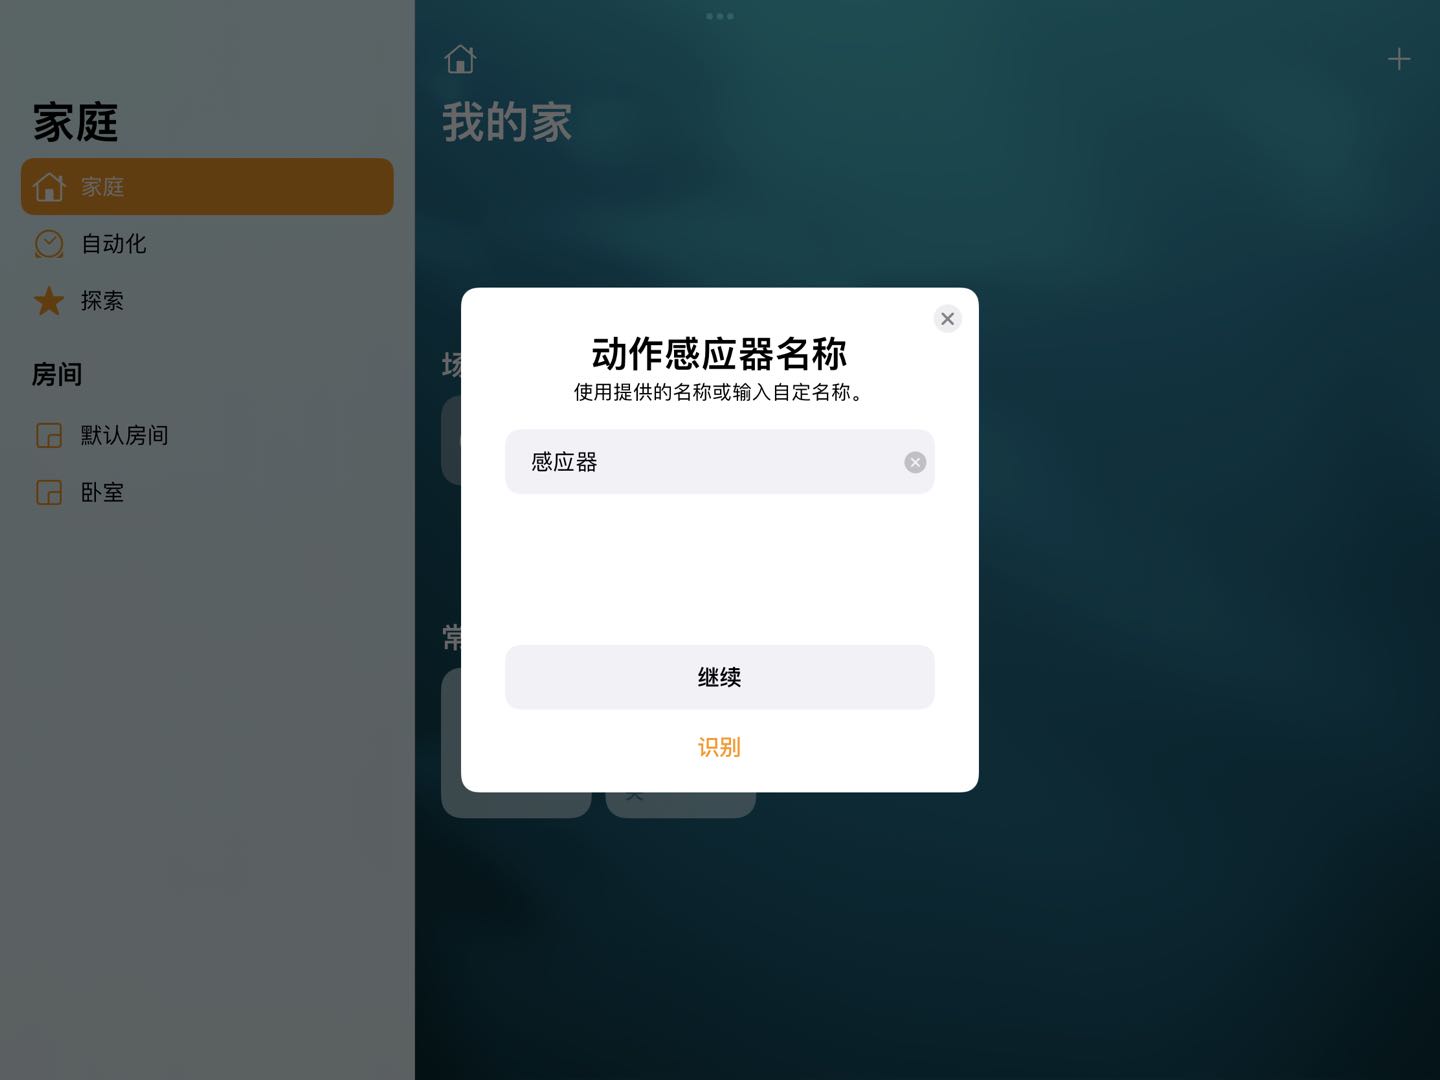 家庭
家庭
自动化
探索
房间
默认房间
卧室
我的家
动作感应器名称
使用提供的名称或输入自定名称。
感应器
继续
识别